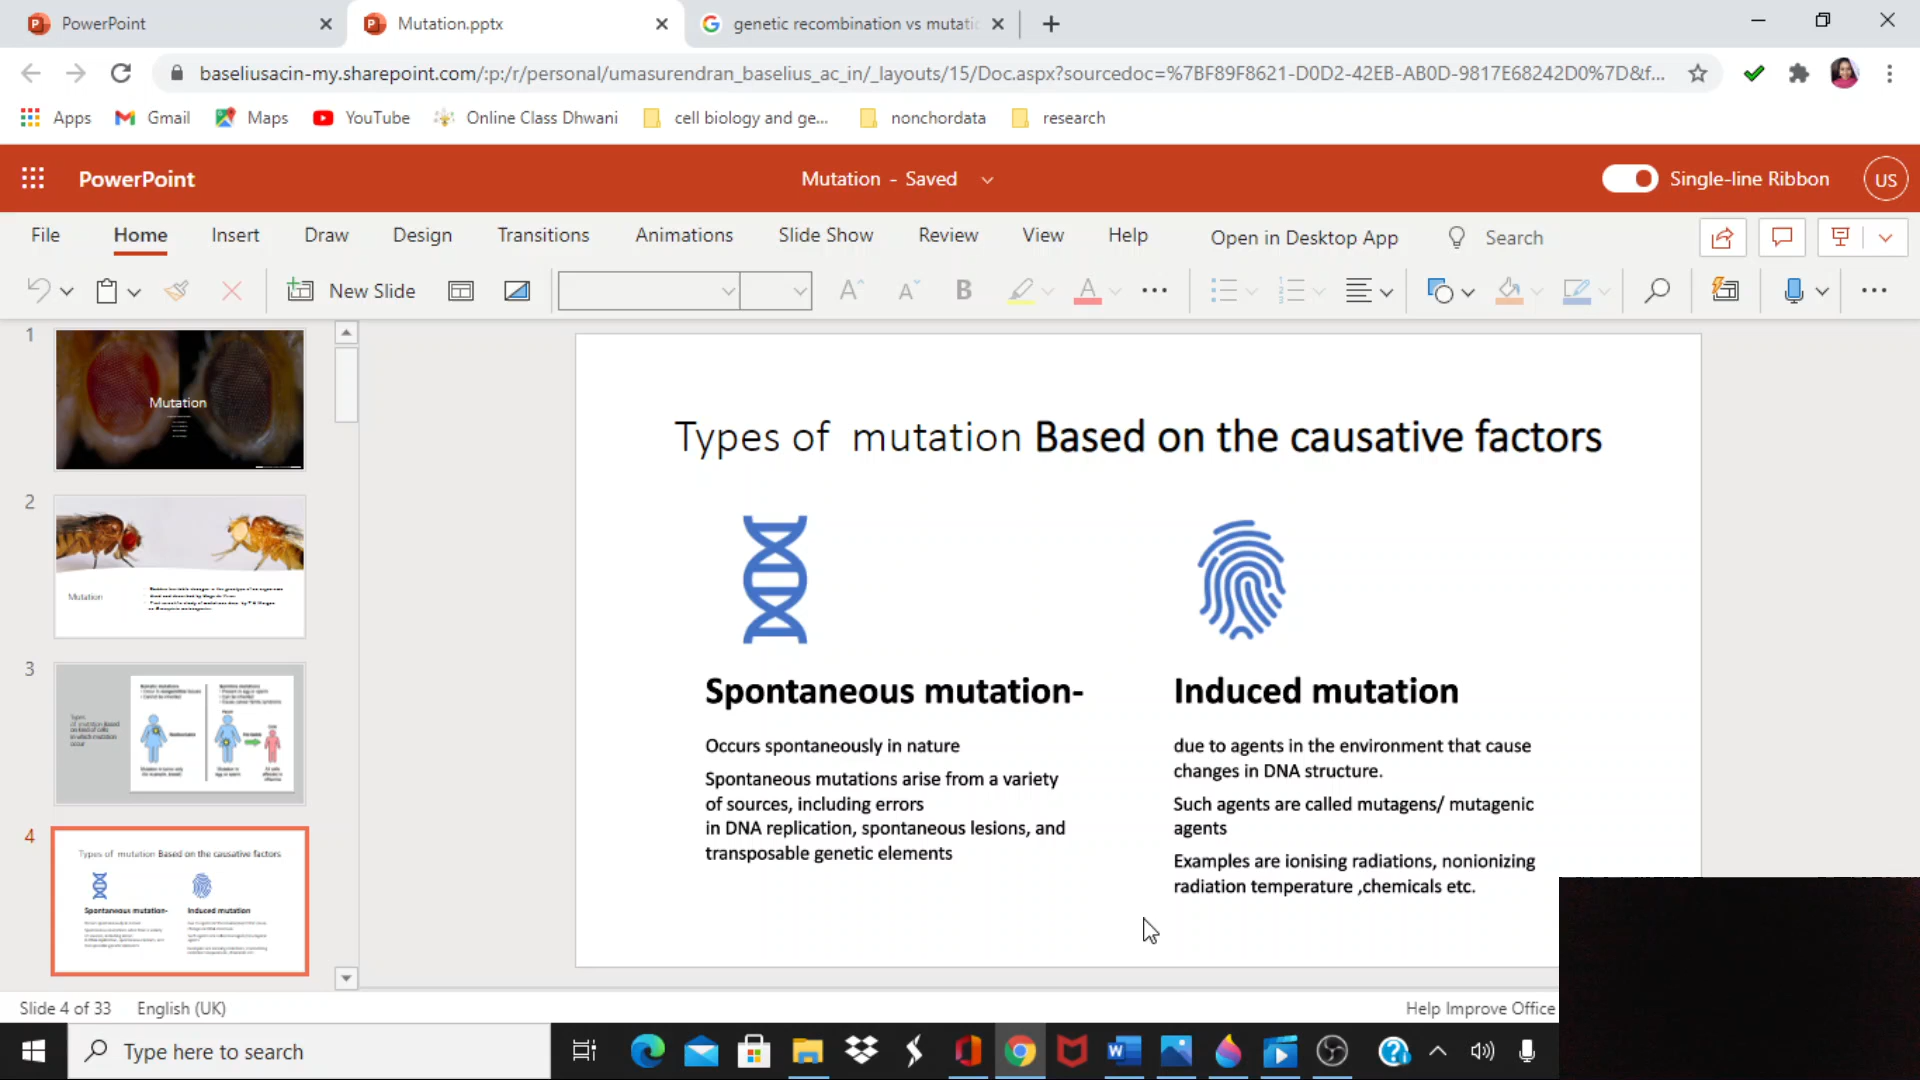 PowerPoint
Mutation.pptx
genetic recombination vs mutati
baseliusacin-my.sharepoint.com/:p:/r/personal/umasurendran_baselius_ac_in/_layouts/15/Doc.aspx?sourcedoc=%7BF89F8621-D0D2-42EB-AB0D-9817E68242D0%7D&f...
Apps
Gmail
Maps
YouTube
Online Class Dhwani
cell biology and ge...
nonchordata
research
PowerPoint
Mutation - Saved
Single-line Ribbon
US
File
Home
Insert
Draw
Design
Transitions
Animations
Slide Show
Review
View
Help
Open in Desktop App
Search
New Slide
1
Mutation
2
Mutation
3
4
Types of mutation Based on the causative factors
Spontaneous mutation-
Induced mutation
Types of mutation Based on the causative factors
Spontaneous mutation-
Occurs spontaneously in nature
Spontaneous mutations arise from a variety
of sources, including errors
in DNA replication, spontaneous lesions, and
transposable genetic elements
Induced mutation
due to agents in the environment that cause
changes in DNA structure.
Such agents are called mutagens/ mutagenic
agents
Examples are ionising radiations, nonionizing
radiation temperature ,chemicals etc.
Slide 4 of 33
English (UK)
Help Improve Office
Type here to search